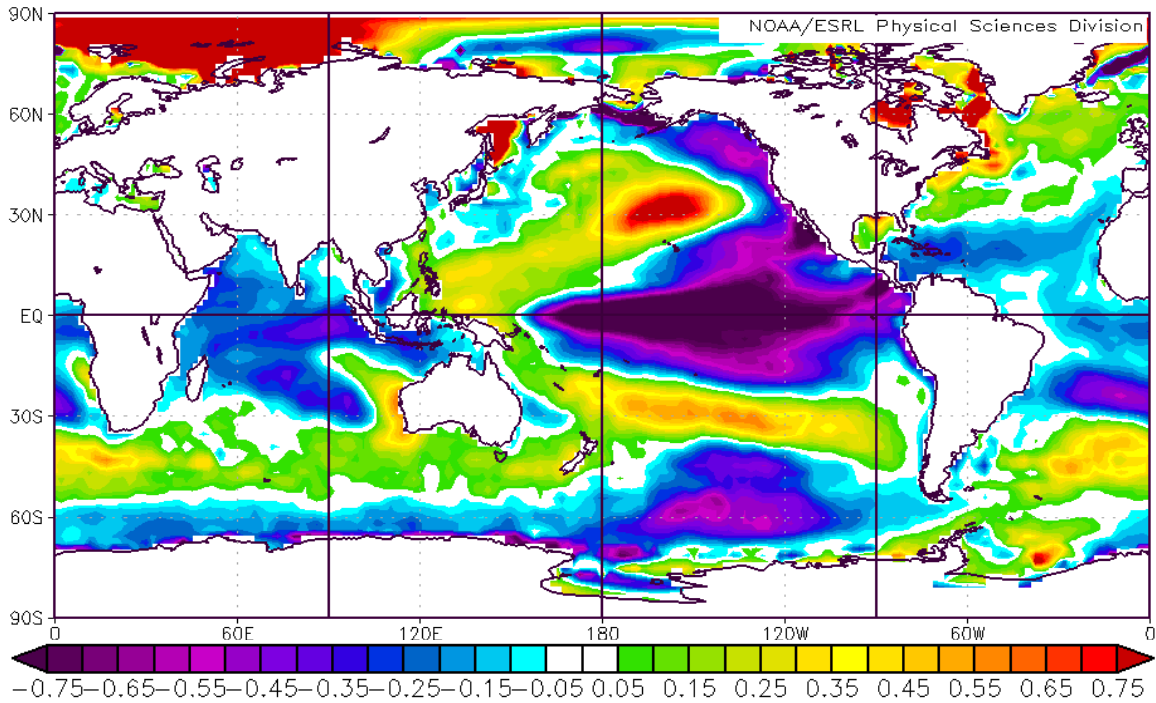 90N
NOAA/ESRL Physical Sciences Division
60N
30N
EQ
30S
60S
90S
0 60E 120E 180 120W 60W 0
−0.75−0.65−0.55−0.45−0.35−0.25−0.15−0.05 0.05 0.15 0.25 0.35 0.45 0.55 0.65 0.75